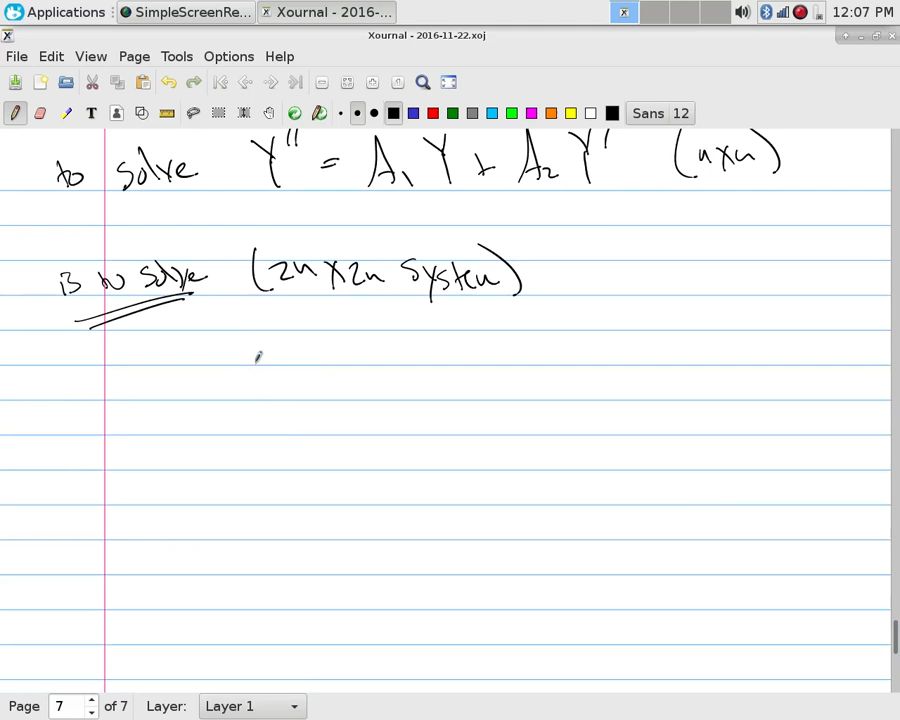 Applications SimpleScreenRe... Xournal - 2016-... 12:07 PM
Xournal - 2016-11-22.xoj
File Edit View Page Tools Options Help
Sans 12
to solve Y'' = A₁ Y + A₂ Y' (n×n)
is to solve (2n×2n system)
Page 7 of 7 Layer: Layer 1